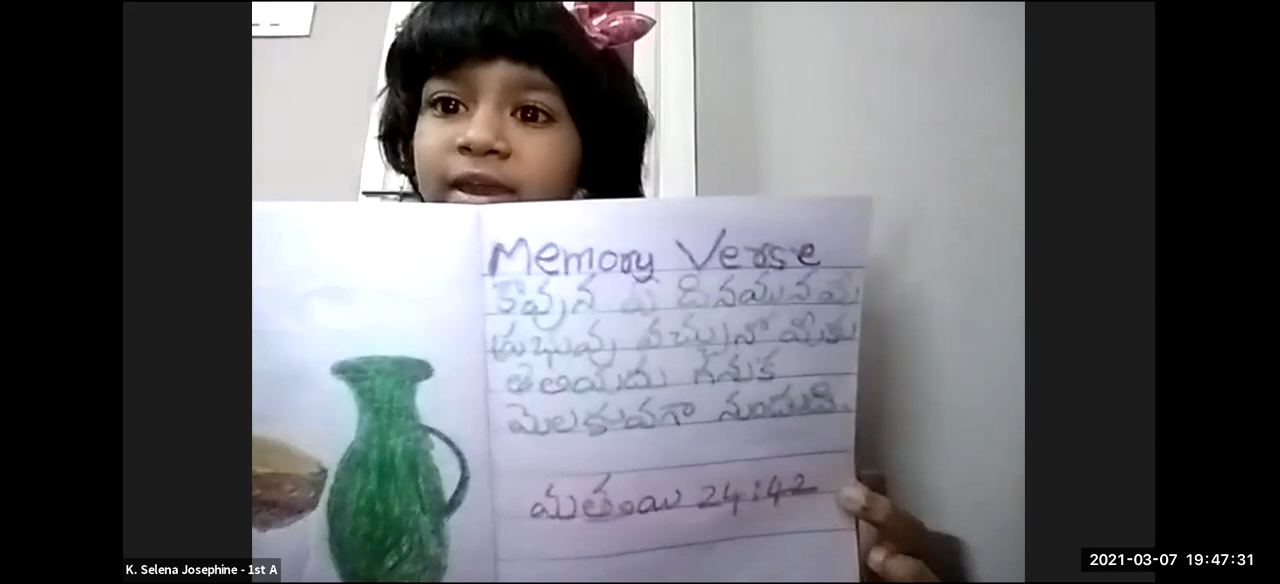 Memory Verse
కావున ఏ దినమున మీ
ప్రభువు వచ్చునో మీకు
తెలియదు గనుక
మెలకువగా నుండుడి.
మత్తయి 24:42
K. Selena Josephine - 1st A
2021-03-07 19:47:31